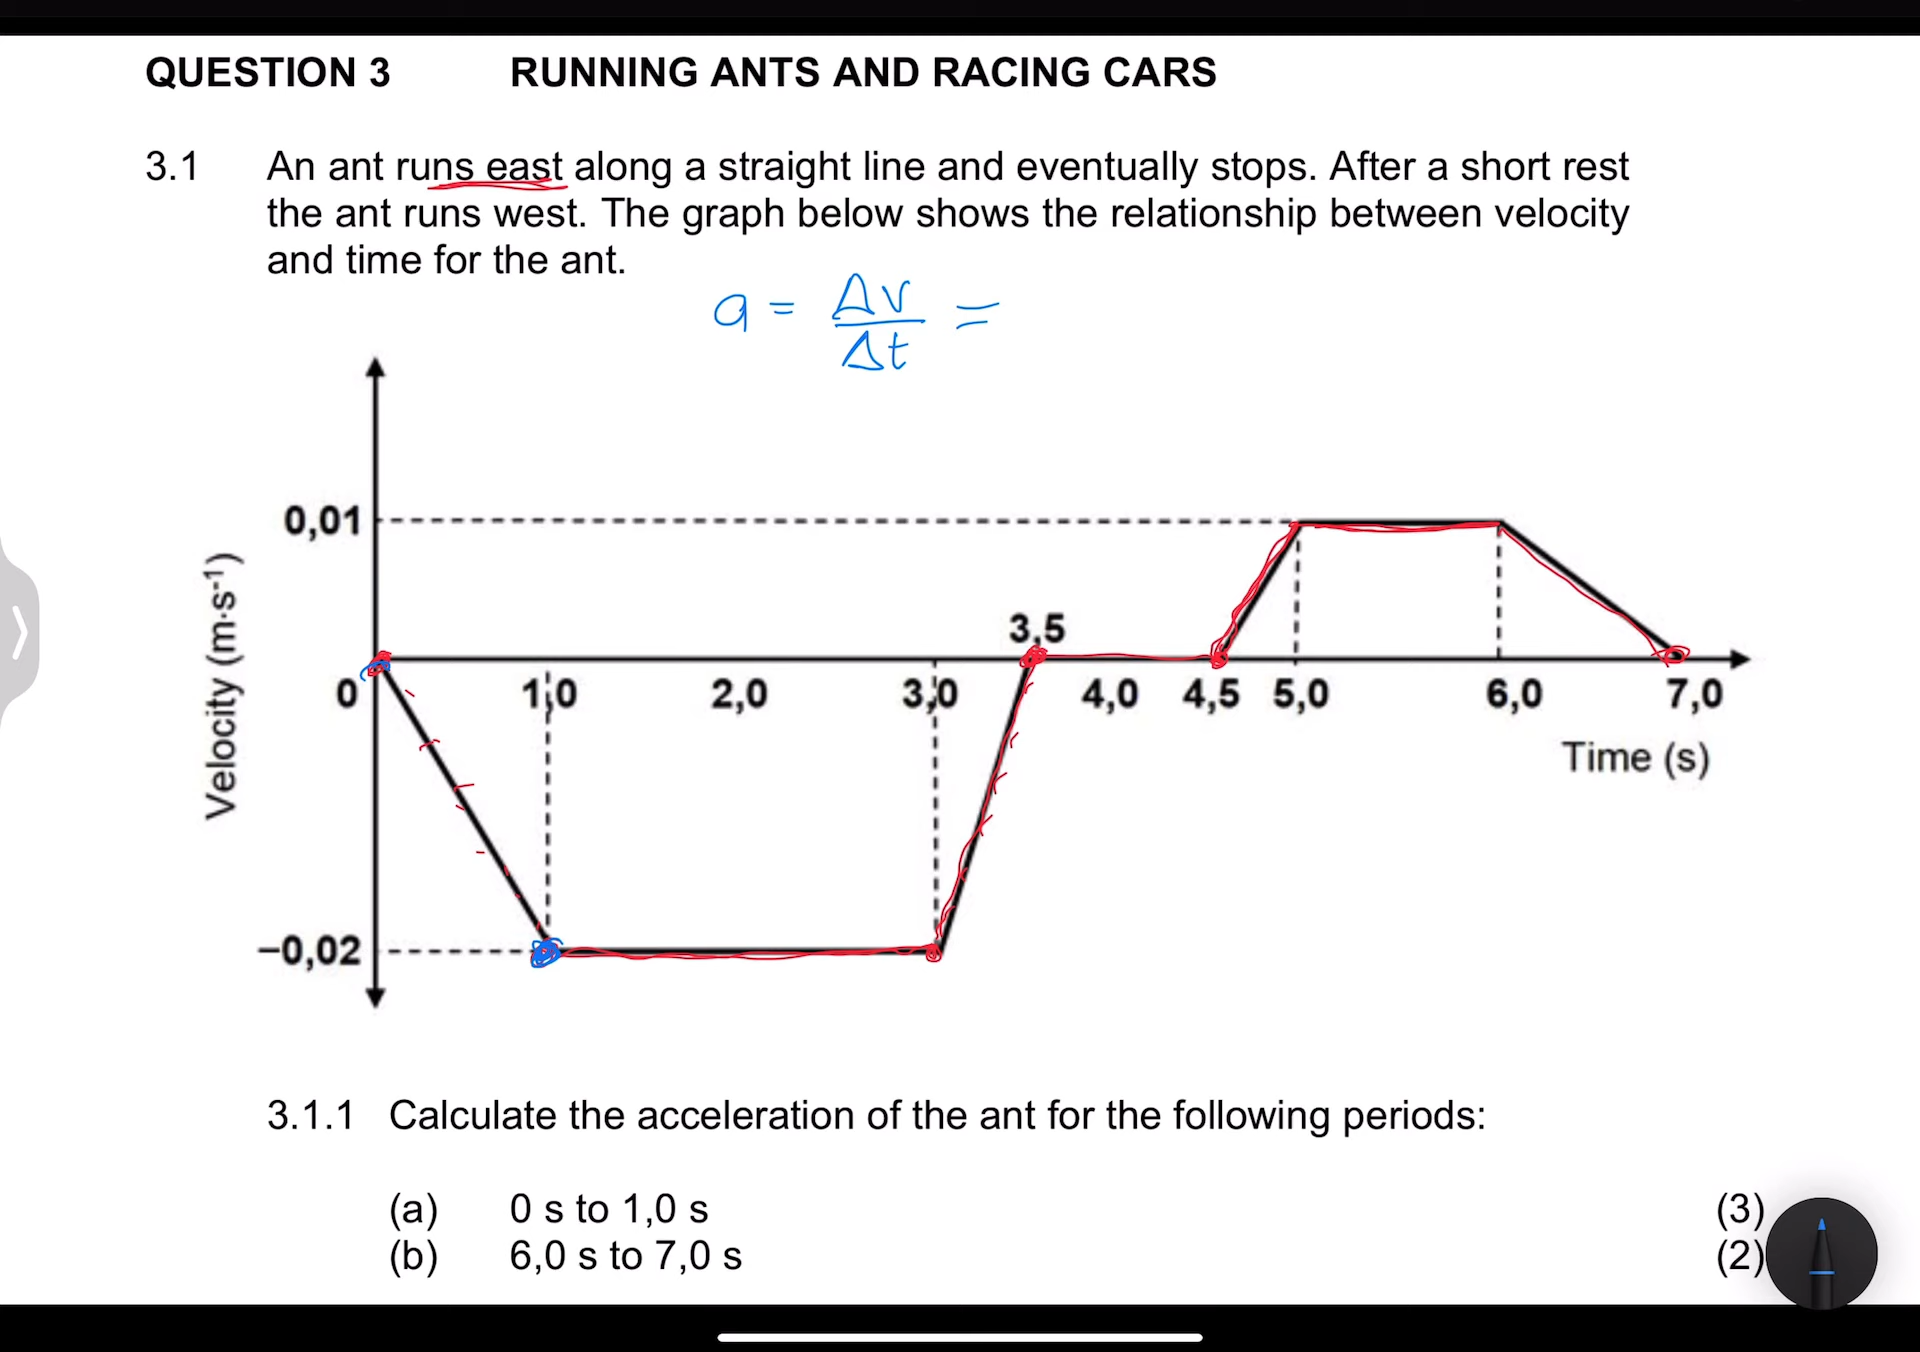 QUESTION 3 RUNNING ANTS AND RACING CARS
3.1 An ant runs east along a straight line and eventually stops. After a short rest
the ant runs west. The graph below shows the relationship between velocity
and time for the ant.
a = Δv/Δt =
0,01
Velocity (m·s⁻¹)
3,5
0 1,0 2,0 3,0 4,0 4,5 5,0 6,0 7,0
Time (s)
−0,02
3.1.1 Calculate the acceleration of the ant for the following periods:
(a) 0 s to 1,0 s (3)
(b) 6,0 s to 7,0 s (2)